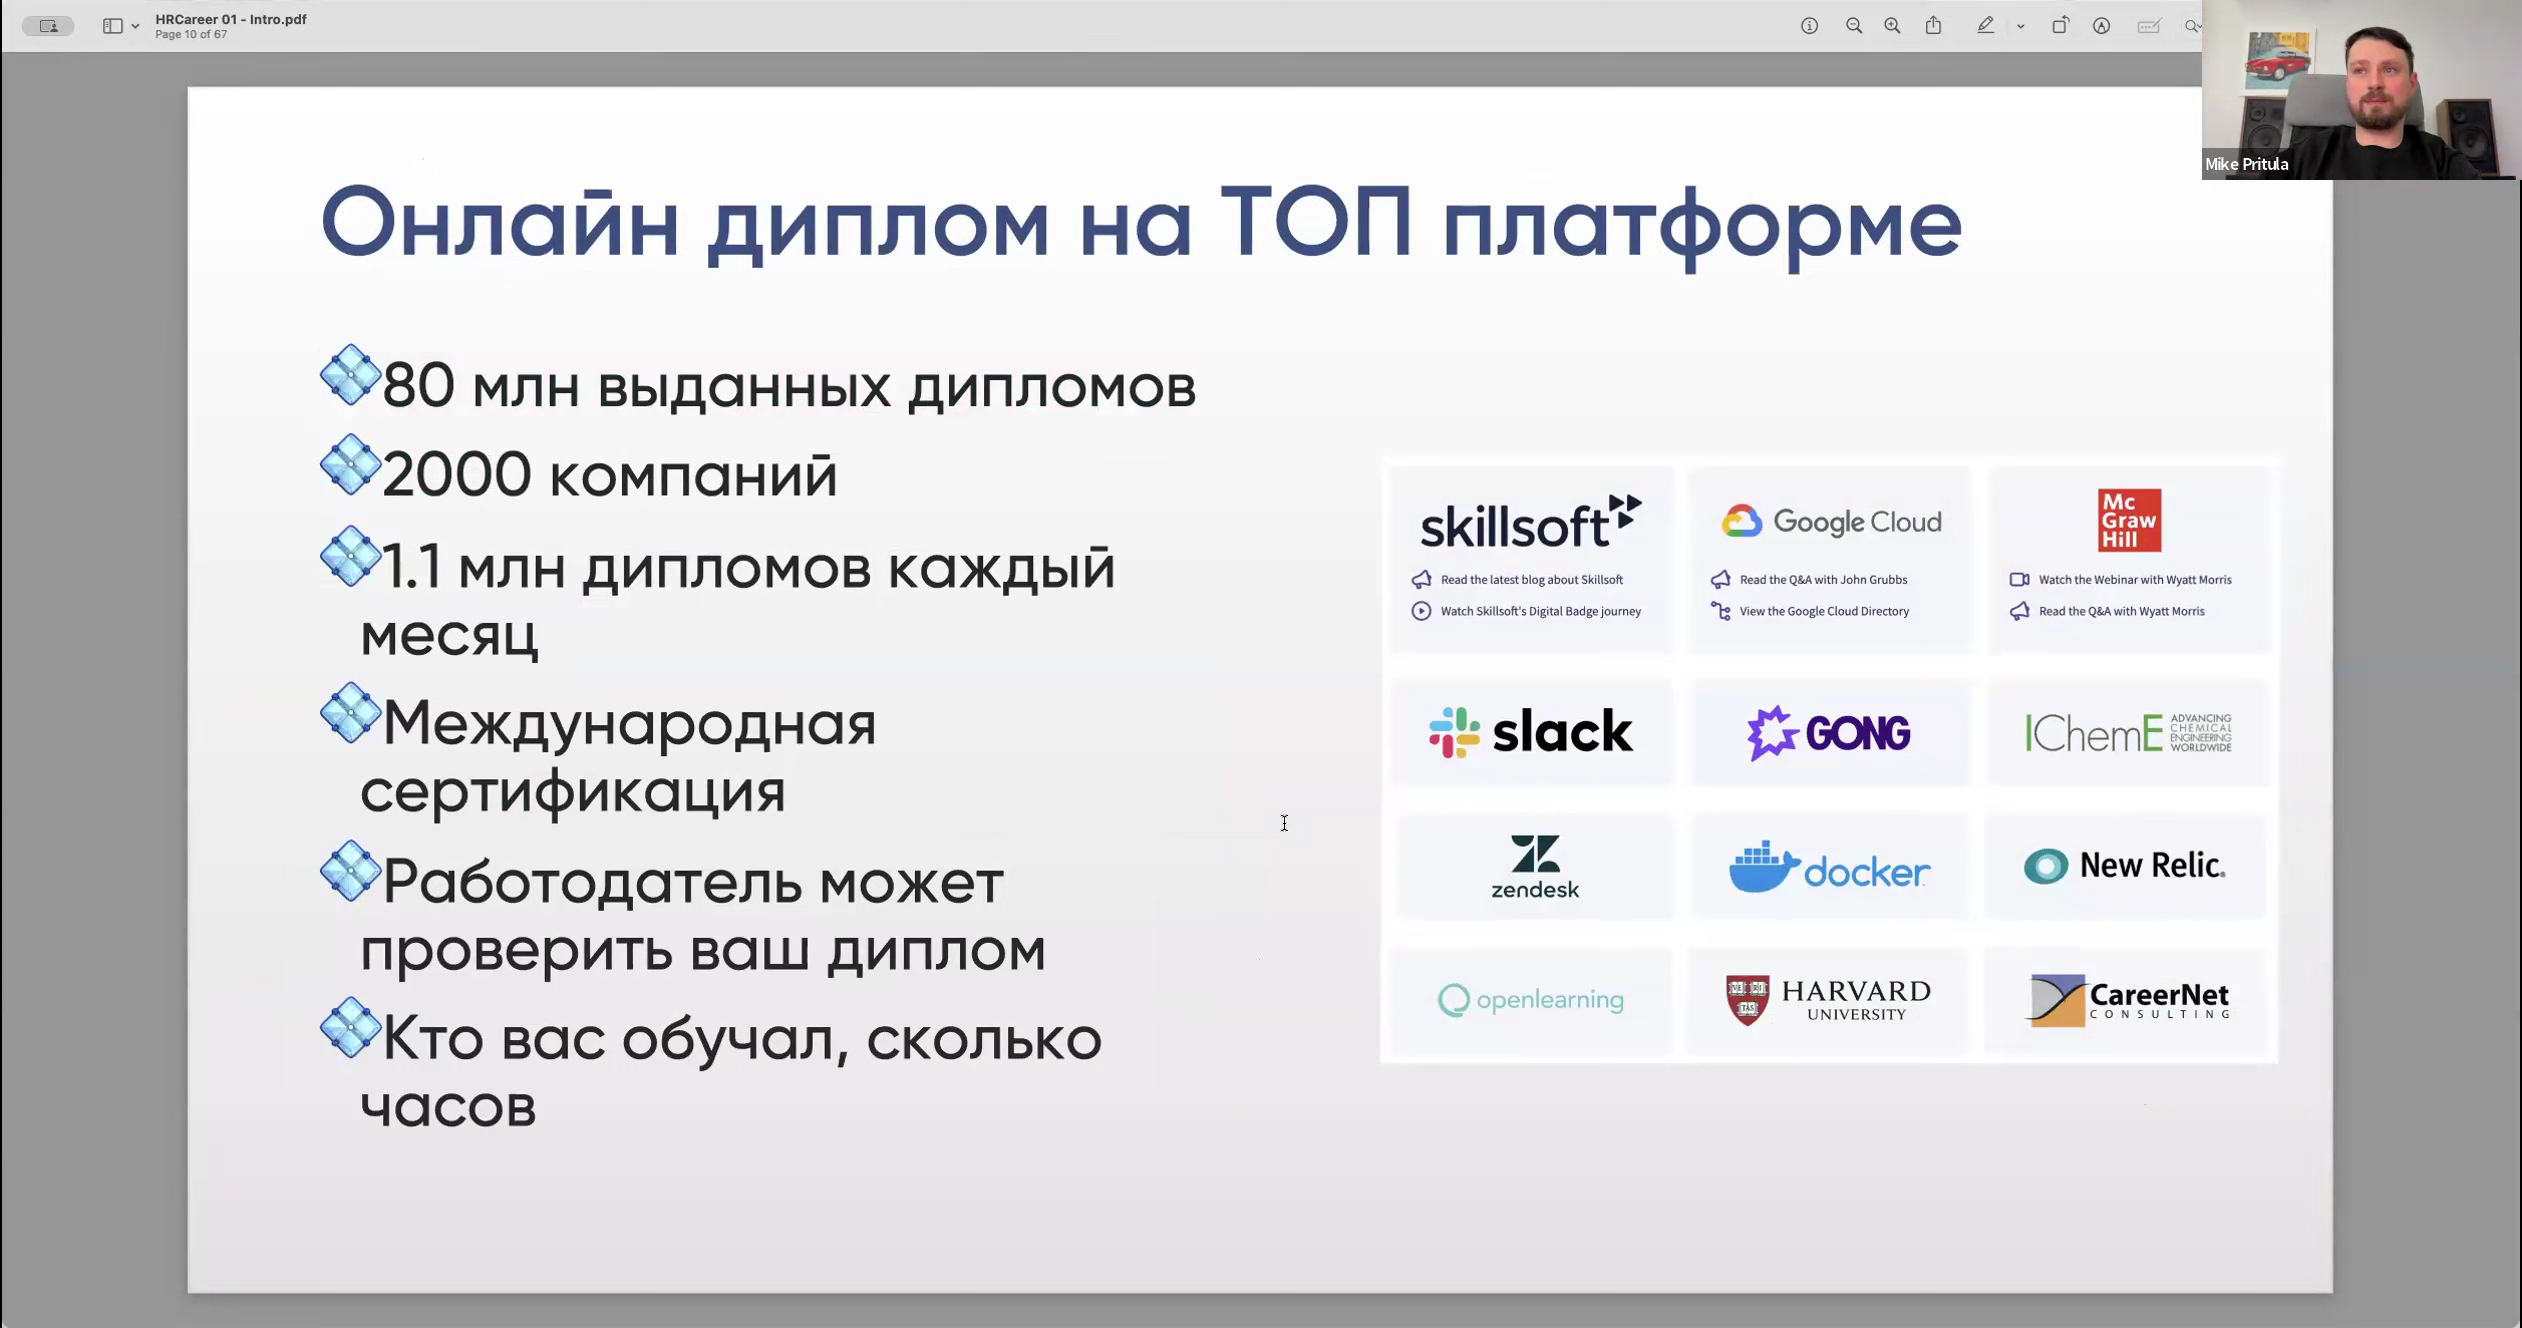 HRCareer 01 - Intro.pdf
Page 10 of 67
Mike Pritula
Онлайн диплом на ТОП платформе
80 млн выданных дипломов
2000 компаний
1.1 млн дипломов каждый
месяц
Международная
сертификация
Работодатель может
проверить ваш диплом
Кто вас обучал, сколько
часов
skillsoft
Read the latest blog about Skillsoft
Watch Skillsoft's Digital Badge journey
Google Cloud
Read the Q&A with John Grubbs
View the Google Cloud Directory
Mc
Graw
Hill
Watch the Webinar with Wyatt Morris
Read the Q&A with Wyatt Morris
slack
GONG
IChemE
ADVANCING
CHEMICAL
ENGINEERING
WORLDWIDE
zendesk
docker
New Relic.
openlearning
VE RI
TAS
HARVARD
UNIVERSITY
CareerNet
CONSULTING